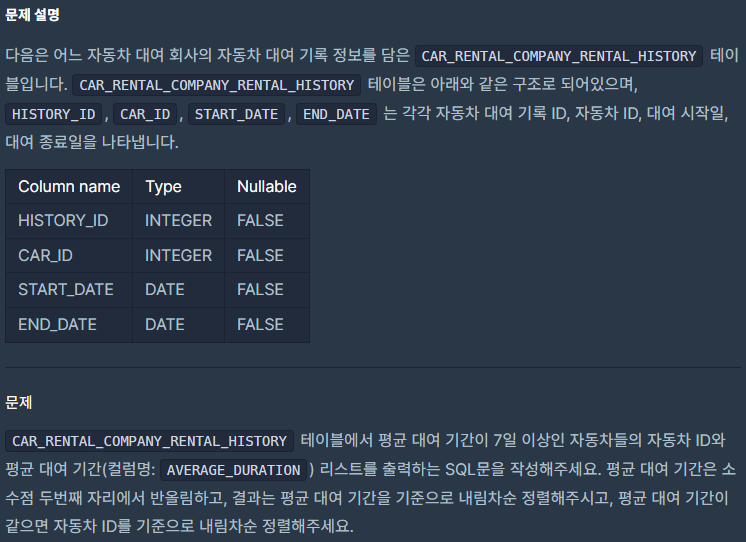 문제 설명
다음은 어느 자동차 대여 회사의 자동차 대여 기록 정보를 담은 CAR_RENTAL_COMPANY_RENTAL_HISTORY 테이
블입니다. CAR_RENTAL_COMPANY_RENTAL_HISTORY 테이블은 아래와 같은 구조로 되어있으며,
HISTORY_ID, CAR_ID, START_DATE, END_DATE 는 각각 자동차 대여 기록 ID, 자동차 ID, 대여 시작일,
대여 종료일을 나타냅니다.
Column name Type Nullable
HISTORY_ID INTEGER FALSE
CAR_ID INTEGER FALSE
START_DATE DATE FALSE
END_DATE DATE FALSE
문제
CAR_RENTAL_COMPANY_RENTAL_HISTORY 테이블에서 평균 대여 기간이 7일 이상인 자동차들의 자동차 ID와
평균 대여 기간(컬럼명: AVERAGE_DURATION) 리스트를 출력하는 SQL문을 작성해주세요. 평균 대여 기간은 소
수점 두번째 자리에서 반올림하고, 결과는 평균 대여 기간을 기준으로 내림차순 정렬해주시고, 평균 대여 기간이
같으면 자동차 ID를 기준으로 내림차순 정렬해주세요.